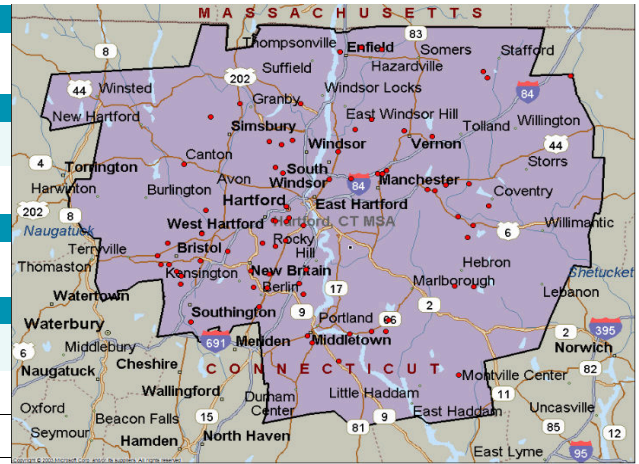 MASSACHUSETTS
8
Thompsonville
Enfield
83
Somers
Stafford
Suffield
Hazardville
202
44
Winsted
Windsor Locks
84
Granby
New Hartford
East Windsor Hill
Simsbury
Tolland
Willington
Windsor
Vernon
44
4
Torrington
Canton
Storrs
South
Windsor
84
Manchester
Harwinton
Burlington
Avon
Coventry
Hartford
East Hartford
202
8
West Hartford
Hartford, CT MSA
Willimantic
6
Naugatuck
Terryville
Bristol
Rocky
Hill
Hebron
Thomaston
Kensington
New Britain
Shetucket
Berlin
Marlborough
Lebanon
17
Watertown
2
Southington
9
Portland
66
Waterbury
2
395
691
Meriden
Middletown
6
Middlebury
Norwich
Cheshire
CONNECTICUT
82
Naugatuck
Montville Center
Wallingford
Little Haddam
11
Durham
Center
Oxford
Beacon Falls
15
9
East Haddam
Uncasville
Seymour
81
85
12
Hamden
North Haven
East Lyme
95